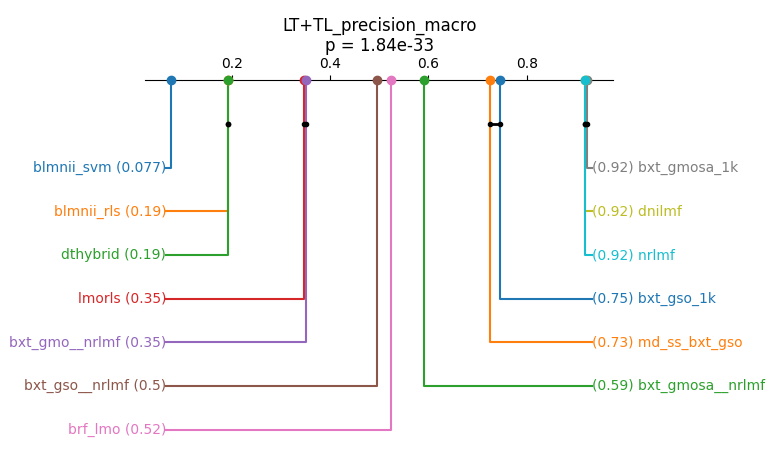 LT+TL_precision_macro
p = 1.84e-33
0.2 0.4 0.6 0.8
blmnii_svm (0.077) (0.92) bxt_gmosa_1k
blmnii_rls (0.19) (0.92) dnilmf
dthybrid (0.19) (0.92) nrlmf
lmorls (0.35) (0.75) bxt_gso_1k
bxt_gmo__nrlmf (0.35) (0.73) md_ss_bxt_gso
bxt_gso__nrlmf (0.5) (0.59) bxt_gmosa__nrlmf
brf_lmo (0.52)